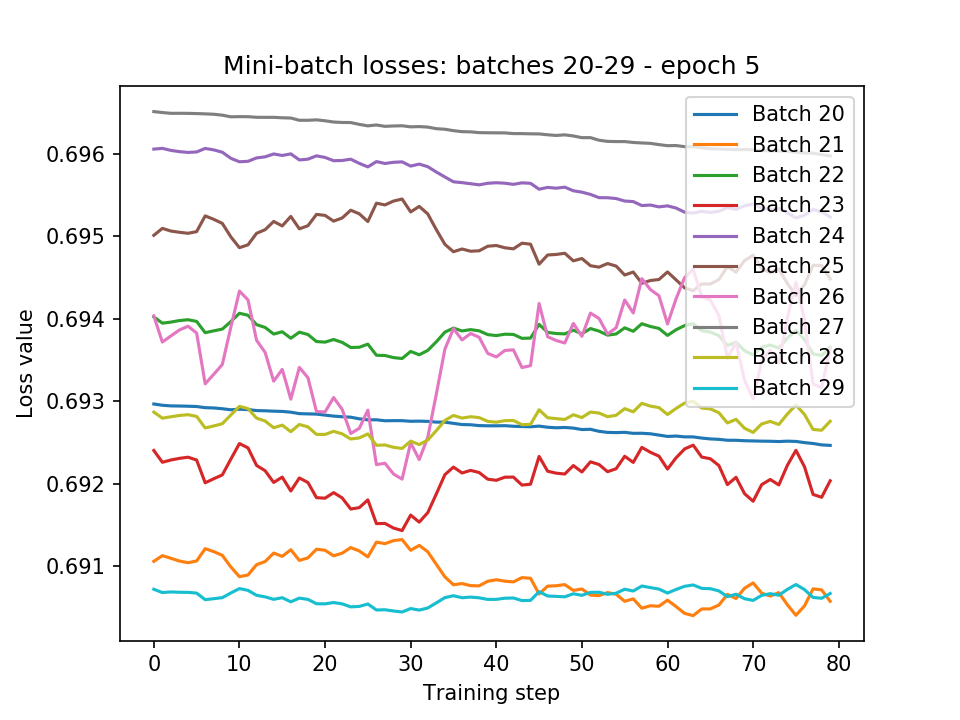 Mini-batch losses: batches 20-29 - epoch 5
Loss value
0.696
0.695
0.694
0.693
0.692
0.691
Batch 20
Batch 21
Batch 22
Batch 23
Batch 24
Batch 25
Batch 26
Batch 27
Batch 28
Batch 29
0 10 20 30 40 50 60 70 80
Training step